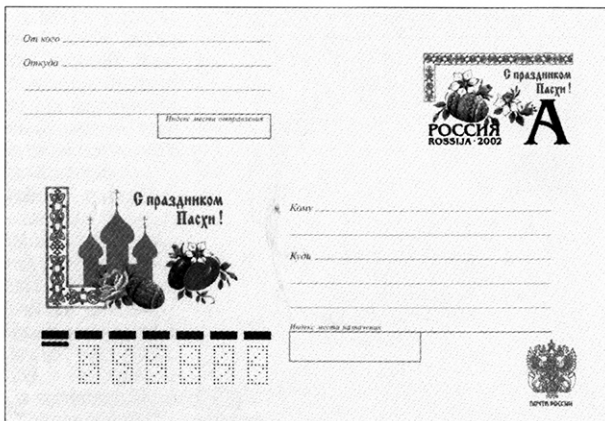 От кого
Откуда
Индекс места отправления
С праздником
Пасхи!
А
РОССИЯ
ROSSIJA · 2002
С праздником
Пасхи!
Кому
Куда
Индекс места назначения
ПОЧТА РОССИИ